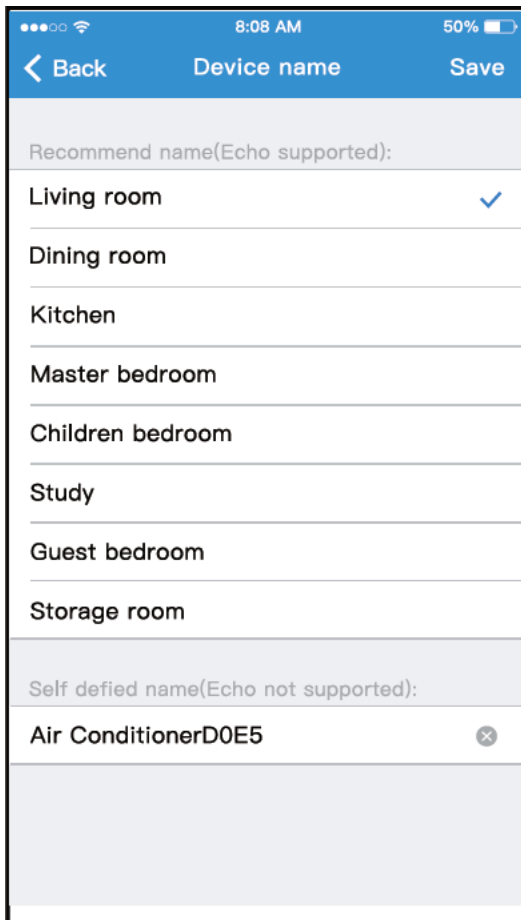 8:08 AM 50%
Back Device name Save
Recommend name(Echo supported):
Living room
Dining room
Kitchen
Master bedroom
Children bedroom
Study
Guest bedroom
Storage room
Self defied name(Echo not supported):
Air ConditionerD0E5